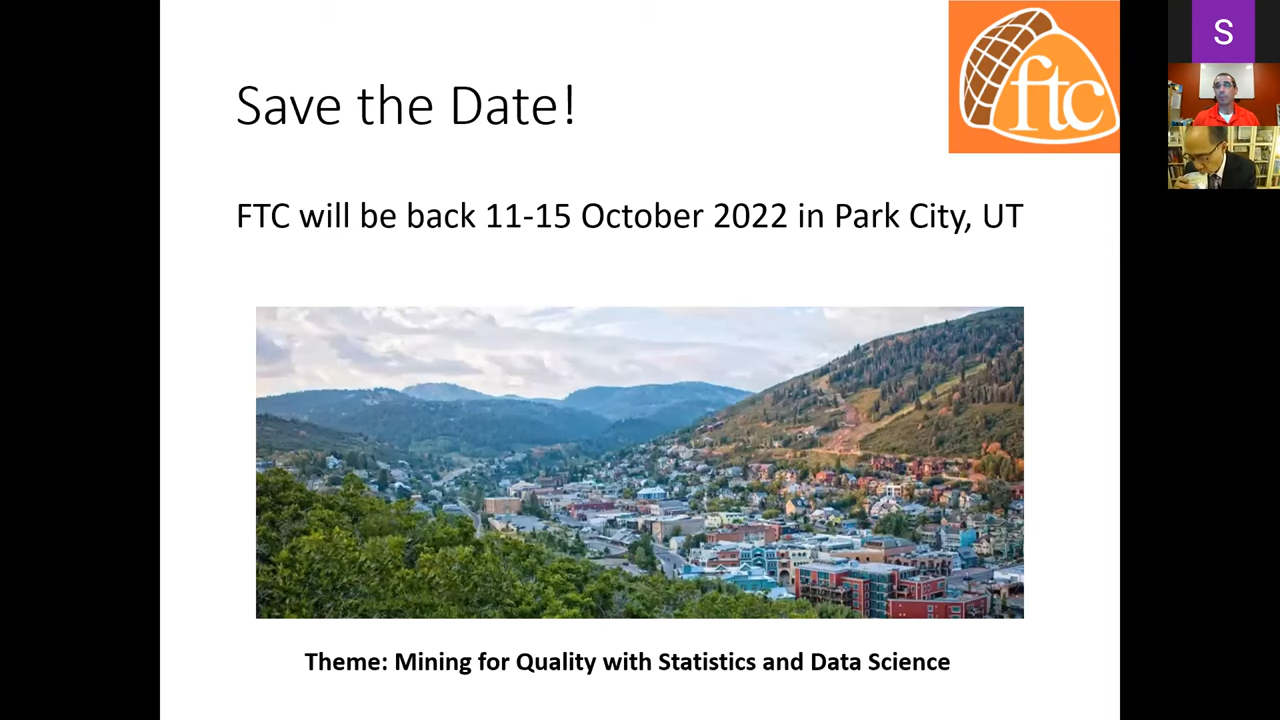 Save the Date!
ftc
S
FTC will be back 11-15 October 2022 in Park City, UT
Theme: Mining for Quality with Statistics and Data Science